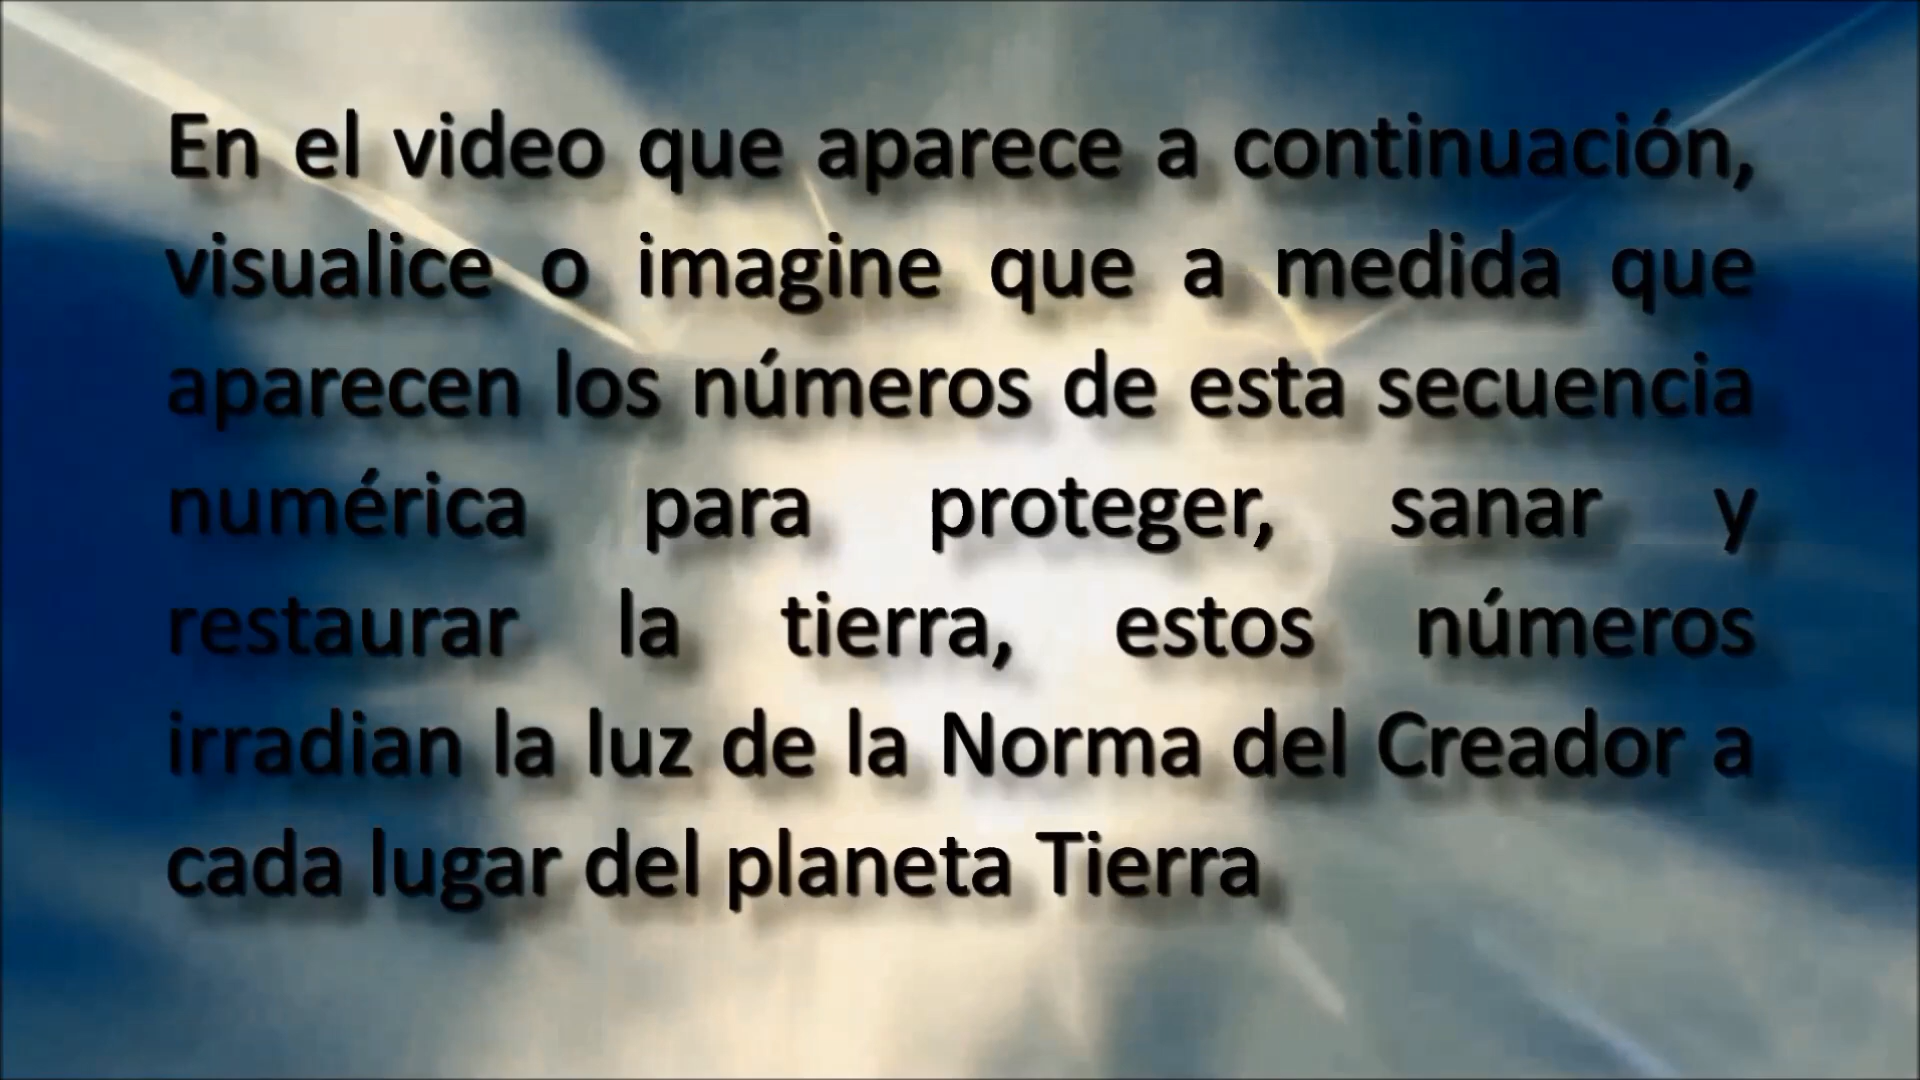 En el video que aparece a continuación,
visualice o imagine que a medida que
aparecen los números de esta secuencia
numérica para proteger, sanar y
restaurar la tierra, estos números
irradian la luz de la Norma del Creador a
cada lugar del planeta Tierra